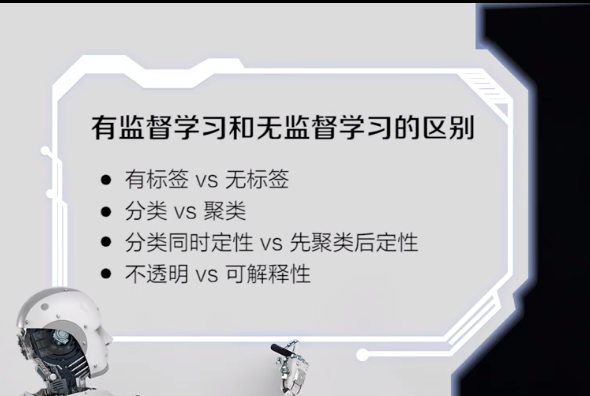 有监督学习和无监督学习的区别
● 有标签 vs 无标签
● 分类 vs 聚类
● 分类同时定性 vs 先聚类后定性
● 不透明 vs 可解释性